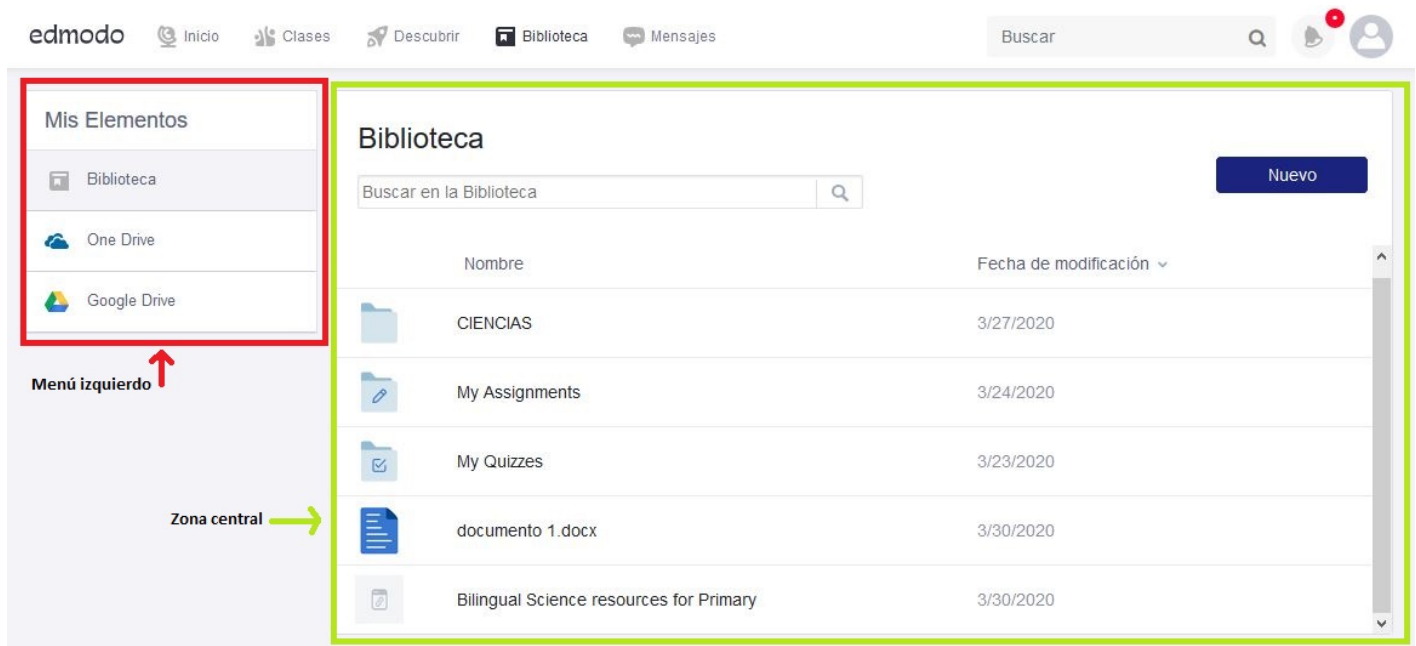 edmodo Inicio Clases Descubrir Biblioteca Mensajes Buscar
Mis Elementos
Biblioteca
One Drive
Google Drive
Menú izquierdo
Zona central
Biblioteca
Buscar en la Biblioteca
Nuevo
Nombre Fecha de modificación
CIENCIAS 3/27/2020
My Assignments 3/24/2020
My Quizzes 3/23/2020
documento 1.docx 3/30/2020
Bilingual Science resources for Primary 3/30/2020